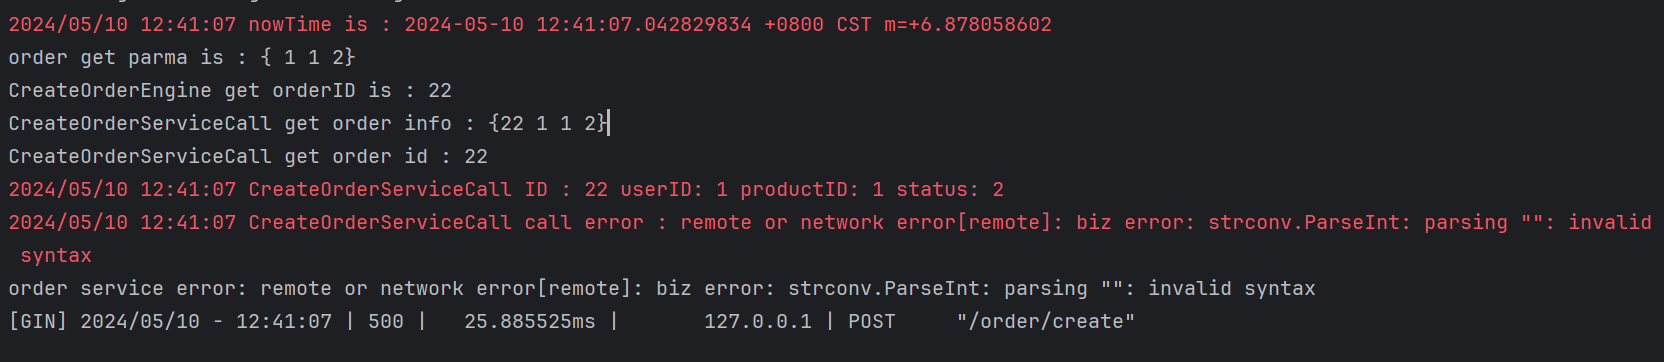 2024/05/10 12:41:07 nowTime is : 2024-05-10 12:41:07.042829834 +0800 CST m=+6.878058602
order get parma is : { 1 1 2}
CreateOrderEngine get orderID is : 22
CreateOrderServiceCall get order info : {22 1 1 2}
CreateOrderServiceCall get order id : 22
2024/05/10 12:41:07 CreateOrderServiceCall ID : 22 userID: 1 productID: 1 status: 2
2024/05/10 12:41:07 CreateOrderServiceCall call error : remote or network error[remote]: biz error: strconv.ParseInt: parsing "": invalid
syntax
order service error: remote or network error[remote]: biz error: strconv.ParseInt: parsing "": invalid syntax
[GIN] 2024/05/10 - 12:41:07 | 500 |   25.885525ms |       127.0.0.1 | POST     "/order/create"